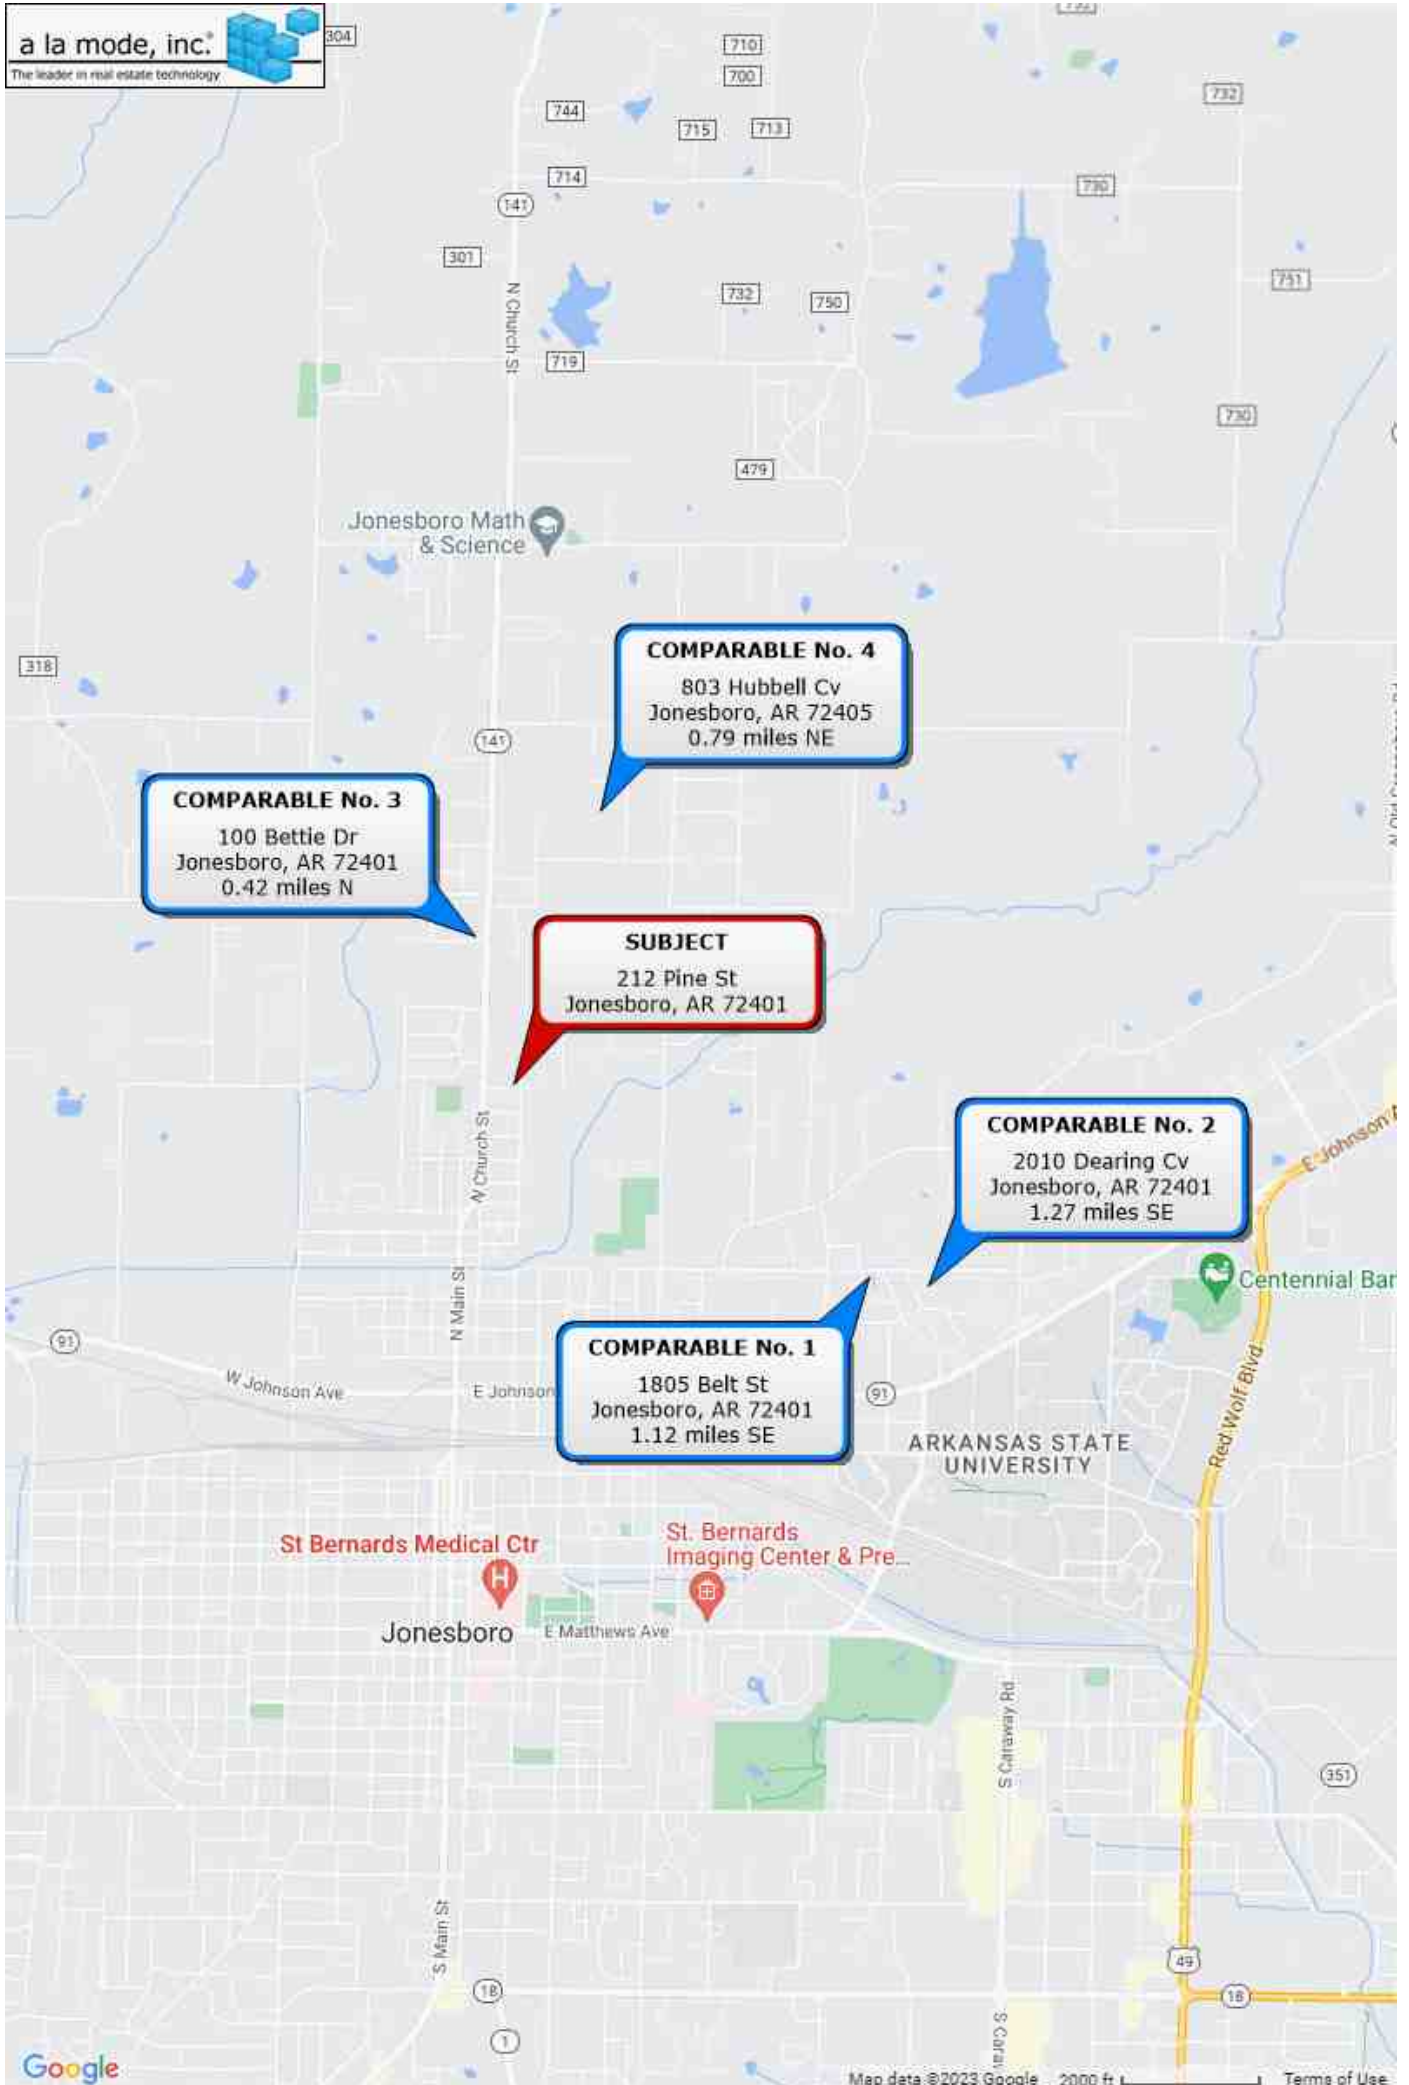 a la mode, inc.®
The leader in real estate technology
304
710
700
732
744
715
713
714
730
141
301
751
732
750
N Church St
719
730
479
Jonesboro Math
& Science
318
COMPARABLE No. 4
803 Hubbell Cv
Jonesboro, AR 72405
0.79 miles NE
141
COMPARABLE No. 3
100 Bettie Dr
Jonesboro, AR 72401
0.42 miles N
SUBJECT
212 Pine St
Jonesboro, AR 72401
N Church St
COMPARABLE No. 2
2010 Dearing Cv
Jonesboro, AR 72401
1.27 miles SE
E Johnson A
Centennial Ban
N Main St
91
COMPARABLE No. 1
1805 Belt St
Jonesboro, AR 72401
1.12 miles SE
W Johnson Ave
E Johnson
91
ARKANSAS STATE
UNIVERSITY
Red Wolf Blvd
St Bernards Medical Ctr
St. Bernards
Imaging Center & Pre...
Jonesboro
E Matthews Ave
S Caraway Rd
351
S Main St
49
18
18
S Carav
1
Google
Map data ©2023 Google
2000 ft
Terms of Use